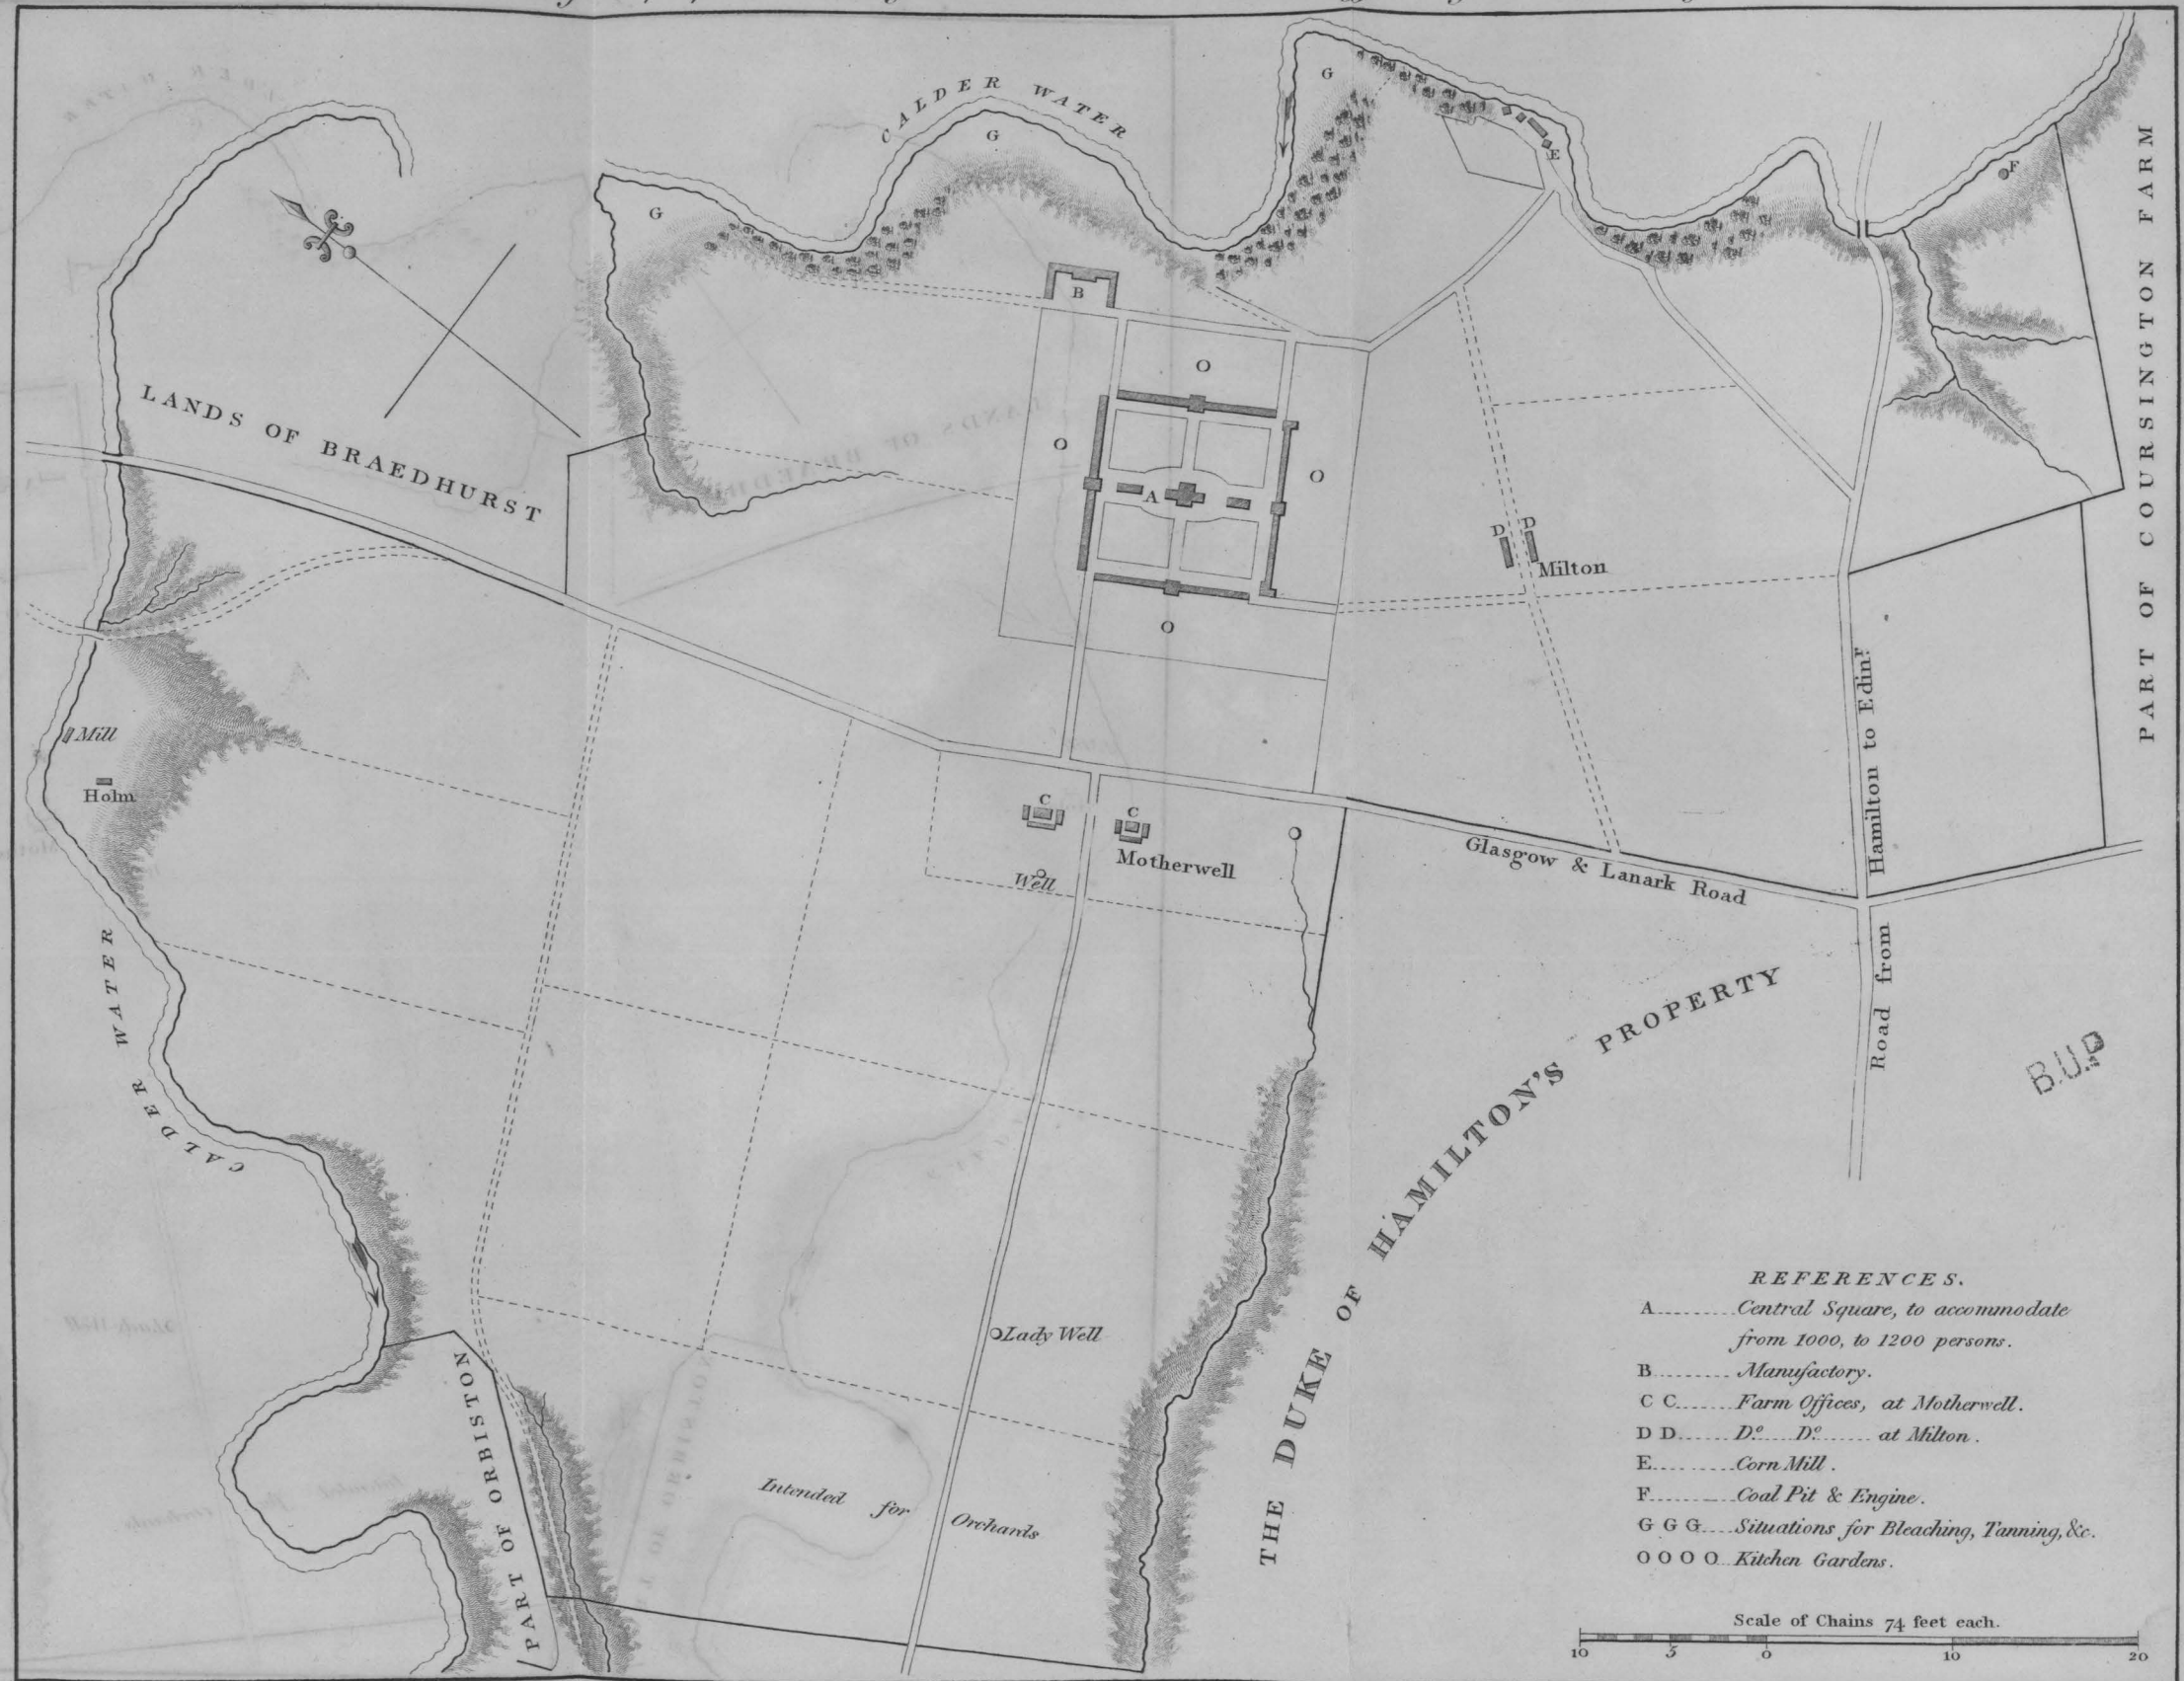 CALDER WATER
G
G
G
G
E
F
PART OF COURSINGTON FARM
B
LANDS OF BRAEDHURST
O
O
O
O
A
D D
Milton
Mill
Holm
C
C
Motherwell
Well
Glasgow & Lanark Road
Road from Hamilton to Edinr.
CALDER WATER
THE DUKE OF HAMILTON'S PROPERTY
B.U.P
Lady Well
PART OF ORBISTON
Intended for Orchards
REFERENCES.
A.........Central Square, to accommodate
from 1000, to 1200 persons.
B.........Manufactory.
C C......Farm Offices, at Motherwell.
D D......Do.....Do.......at Milton.
E.........Corn Mill.
F.........Coal Pit & Engine.
G G G....Situations for Bleaching, Tanning, &c.
O O O O...Kitchen Gardens.
Scale of Chains 74 feet each.
10 5 0 10 20